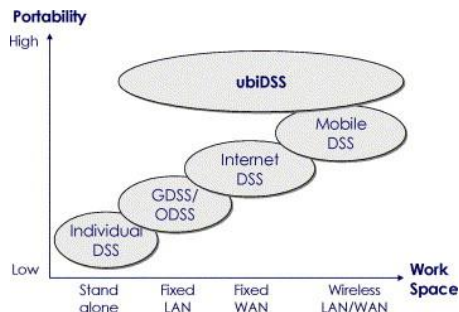 Portability
High
ubiDSS
Mobile
DSS
Internet
DSS
GDSS/
ODSS
Individual
DSS
Low
Work
Space
Stand
alone
Fixed
LAN
Fixed
WAN
Wireless
LAN/WAN